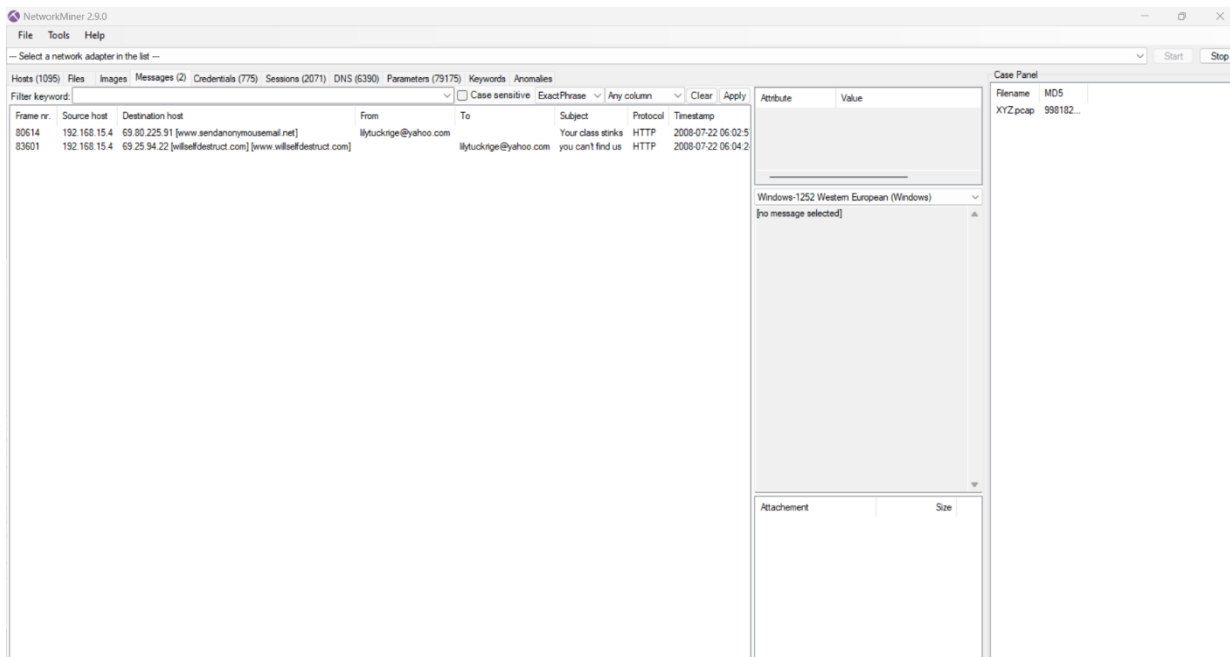 NetworkMiner 2.9.0
File Tools Help
--- Select a network adapter in the list ---
Start Stop
Hosts (1095) Files Images Messages (2) Credentials (775) Sessions (2071) DNS (6390) Parameters (79175) Keywords Anomalies
Filter keyword: Case sensitive ExactPhrase Any column Clear Apply
Frame nr. Source host Destination host From To Subject Protocol Timestamp
80614 192.168.15.4 69.80.225.91 [www.sendanonymousemail.net] lilytuckrige@yahoo.com Your class stinks HTTP 2008-07-22 06:02:5
83601 192.168.15.4 69.25.94.22 [willselfdestruct.com] [www.willselfdestruct.com] lilytuckrige@yahoo.com you can't find us HTTP 2008-07-22 06:04:2
Attribute Value
Windows-1252 Western European (Windows)
[no message selected]
Attachement Size
Case Panel
Filename MD5
XYZ.pcap 998182...